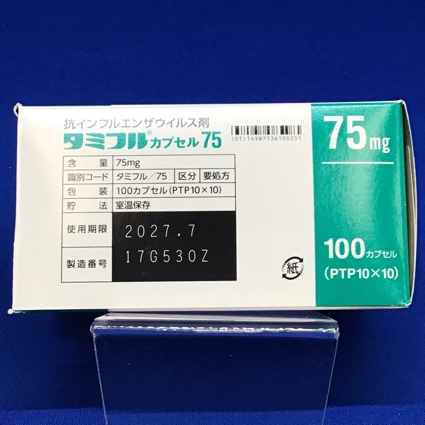 抗インフルエンザウイルス剤
タミフル®カプセル75
(01)14987136100251
含 量 75mg
識別コード タミフル/75 区分 要処方
包 装 100カプセル(PTP10×10)
貯 法 室温保存
使用期限 2027.7
製造番号 17G530Z
紙
75mg
100カプセル
(PTP10×10)